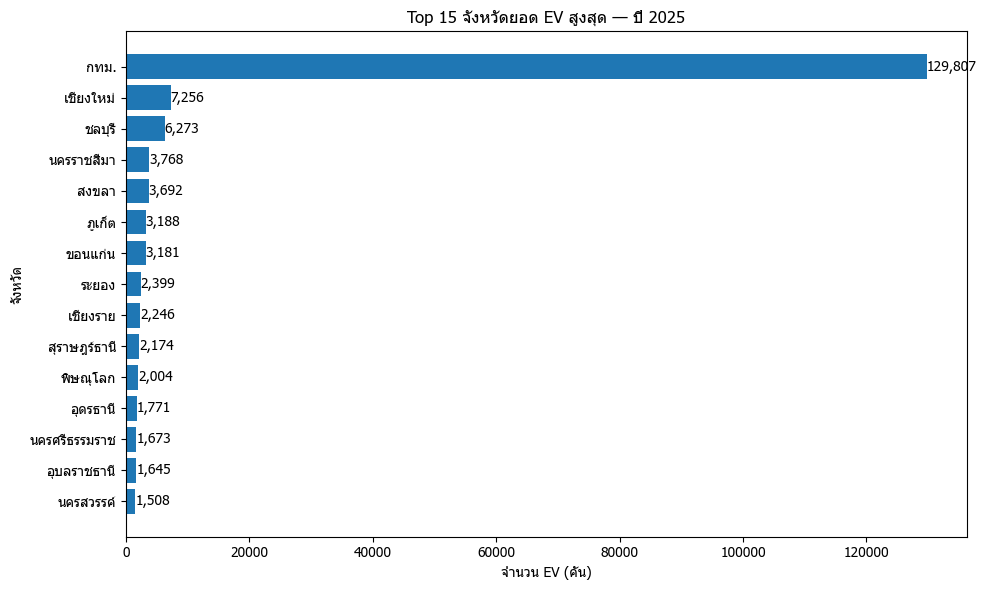 Top 15 จังหวัดยอด EV สูงสุด — ปี 2025
จังหวัด
กทม. 129,807
เชียงใหม่ 7,256
ชลบุรี 6,273
นครราชสีมา 3,768
สงขลา 3,692
ภูเก็ต 3,188
ขอนแก่น 3,181
ระยอง 2,399
เชียงราย 2,246
สุราษฎร์ธานี 2,174
พิษณุโลก 2,004
อุดรธานี 1,771
นครศรีธรรมราช 1,673
อุบลราชธานี 1,645
นครสวรรค์ 1,508
0 20000 40000 60000 80000 100000 120000
จำนวน EV (คัน)